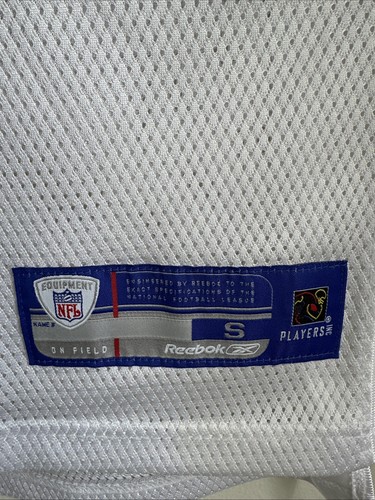 EQUIPMENT
NFL
ENGINEERED BY REEBOK TO THE
EXACT SPECIFICATIONS OF THE
NATIONAL FOOTBALL LEAGUE
NAME/#
S
ON FIELD
Reebok
PLAYERS INC
®